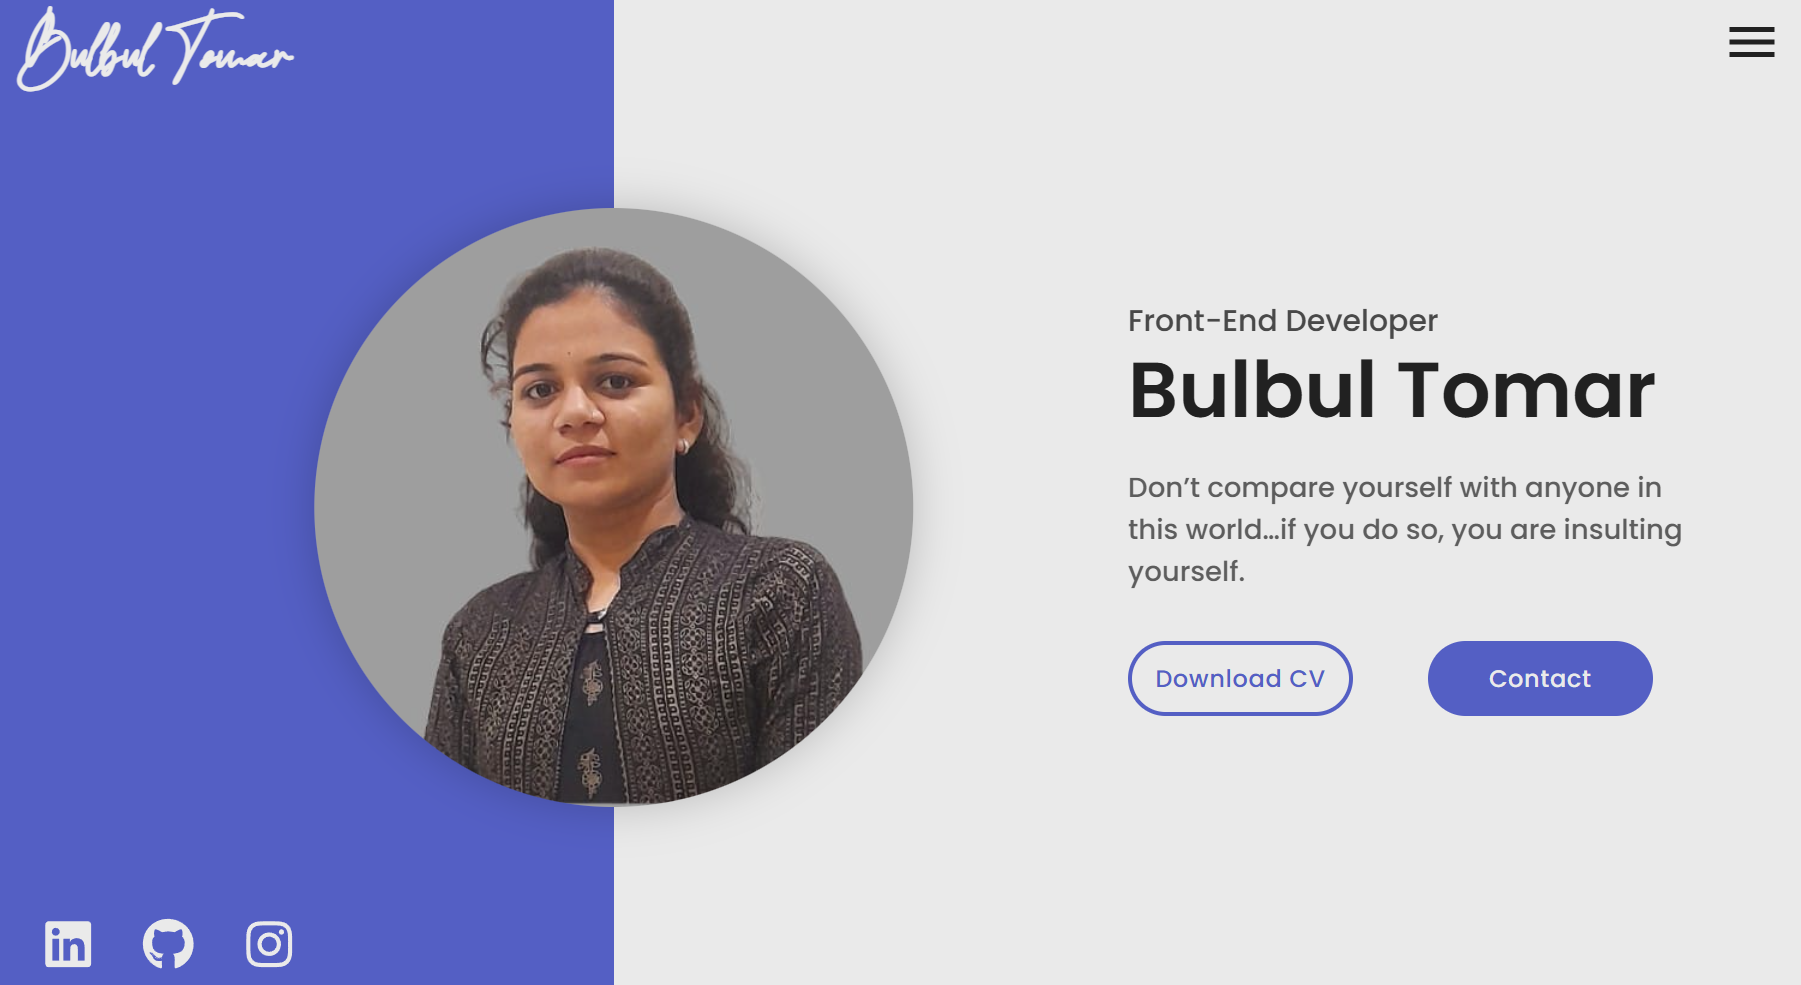 Bulbul Tomar
Front-End Developer
Bulbul Tomar
Don’t compare yourself with anyone in
this world...if you do so, you are insulting
yourself.
Download CV
Contact
in